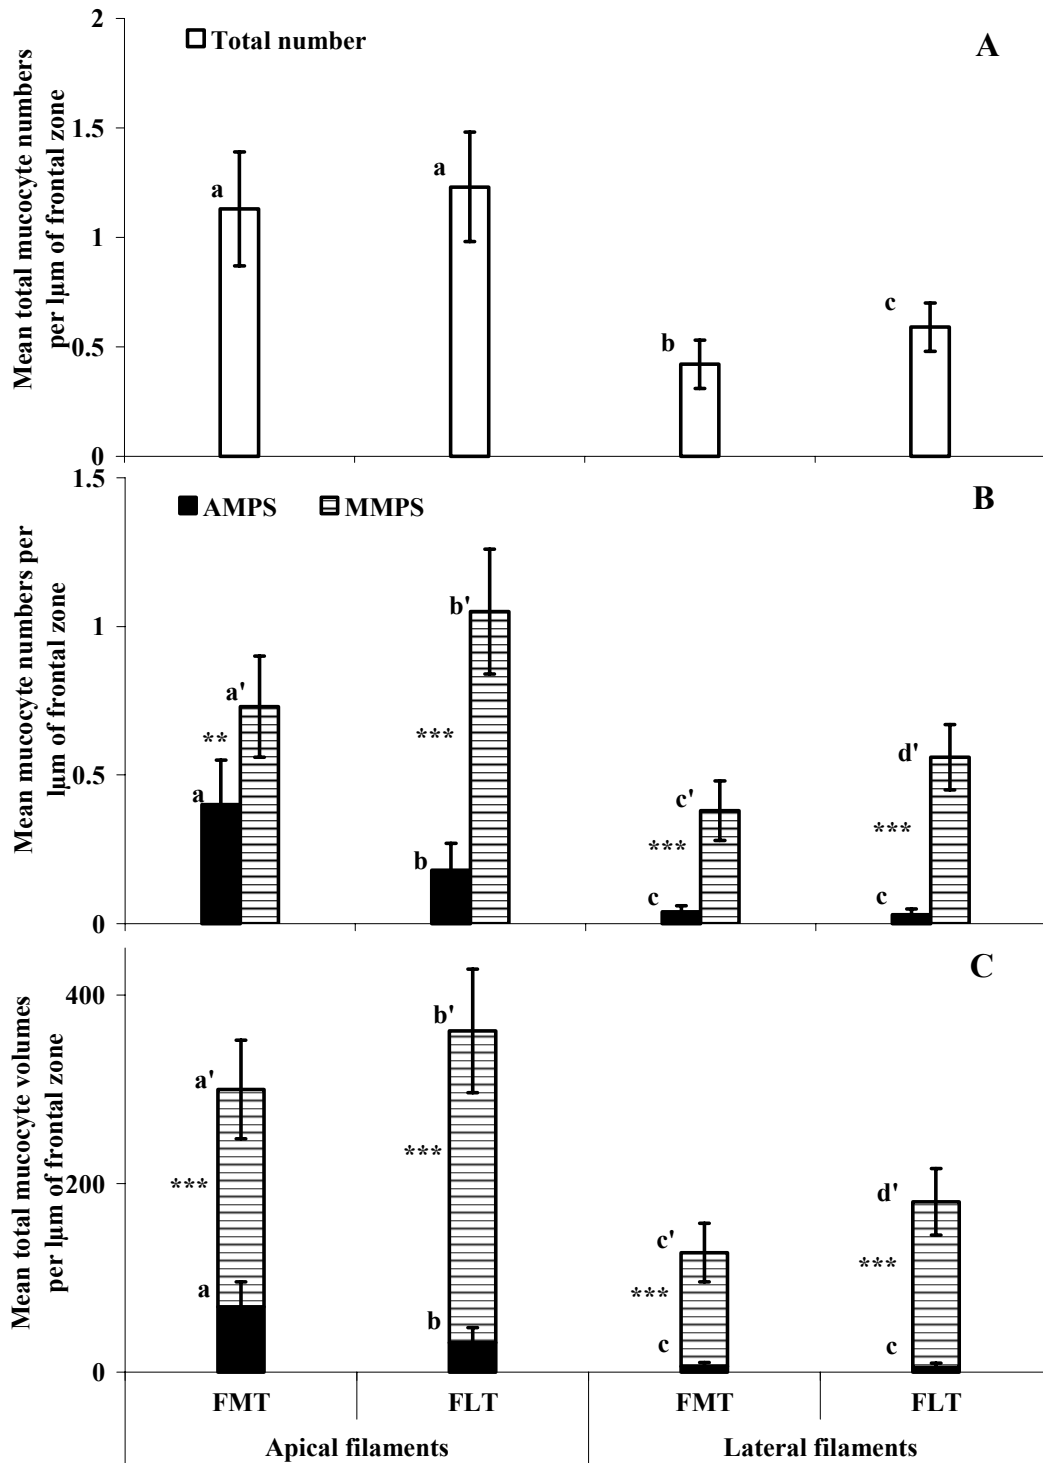 2
Total number
A
1.5
a
a
1
0.5
b
c
0
Mean total mucocyte numbers
per lµm of frontal zone
1.5
AMPS
MMPS
B
b'
1
a'
**
***
a
0.5
b
c'
***
c
d'
***
c
0
Mean mucocyte numbers per
lµm of frontal zone
C
400
b'
a'
***
***
200
a
b
c'
***
c
d'
***
c
0
Mean total mucocyte volumes
per lµm of frontal zone
FMT
FLT
FMT
FLT
Apical filaments
Lateral filaments